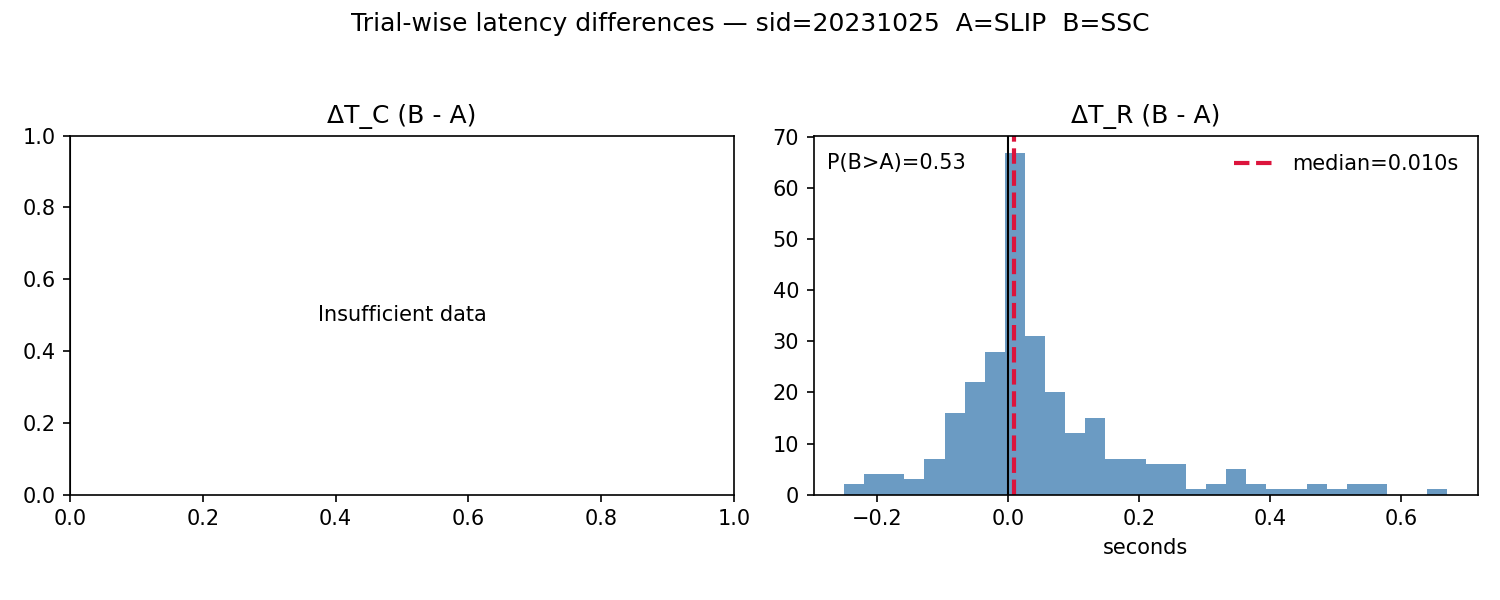 Trial-wise latency differences — sid=20231025  A=SLIP  B=SSC
ΔT_C (B - A)
1.0
0.8
0.6
0.4
0.2
0.0
Insufficient data
0.0 0.2 0.4 0.6 0.8 1.0
ΔT_R (B - A)
70
60
50
40
30
20
10
0
P(B>A)=0.53
median=0.010s
−0.2 0.0 0.2 0.4 0.6
seconds